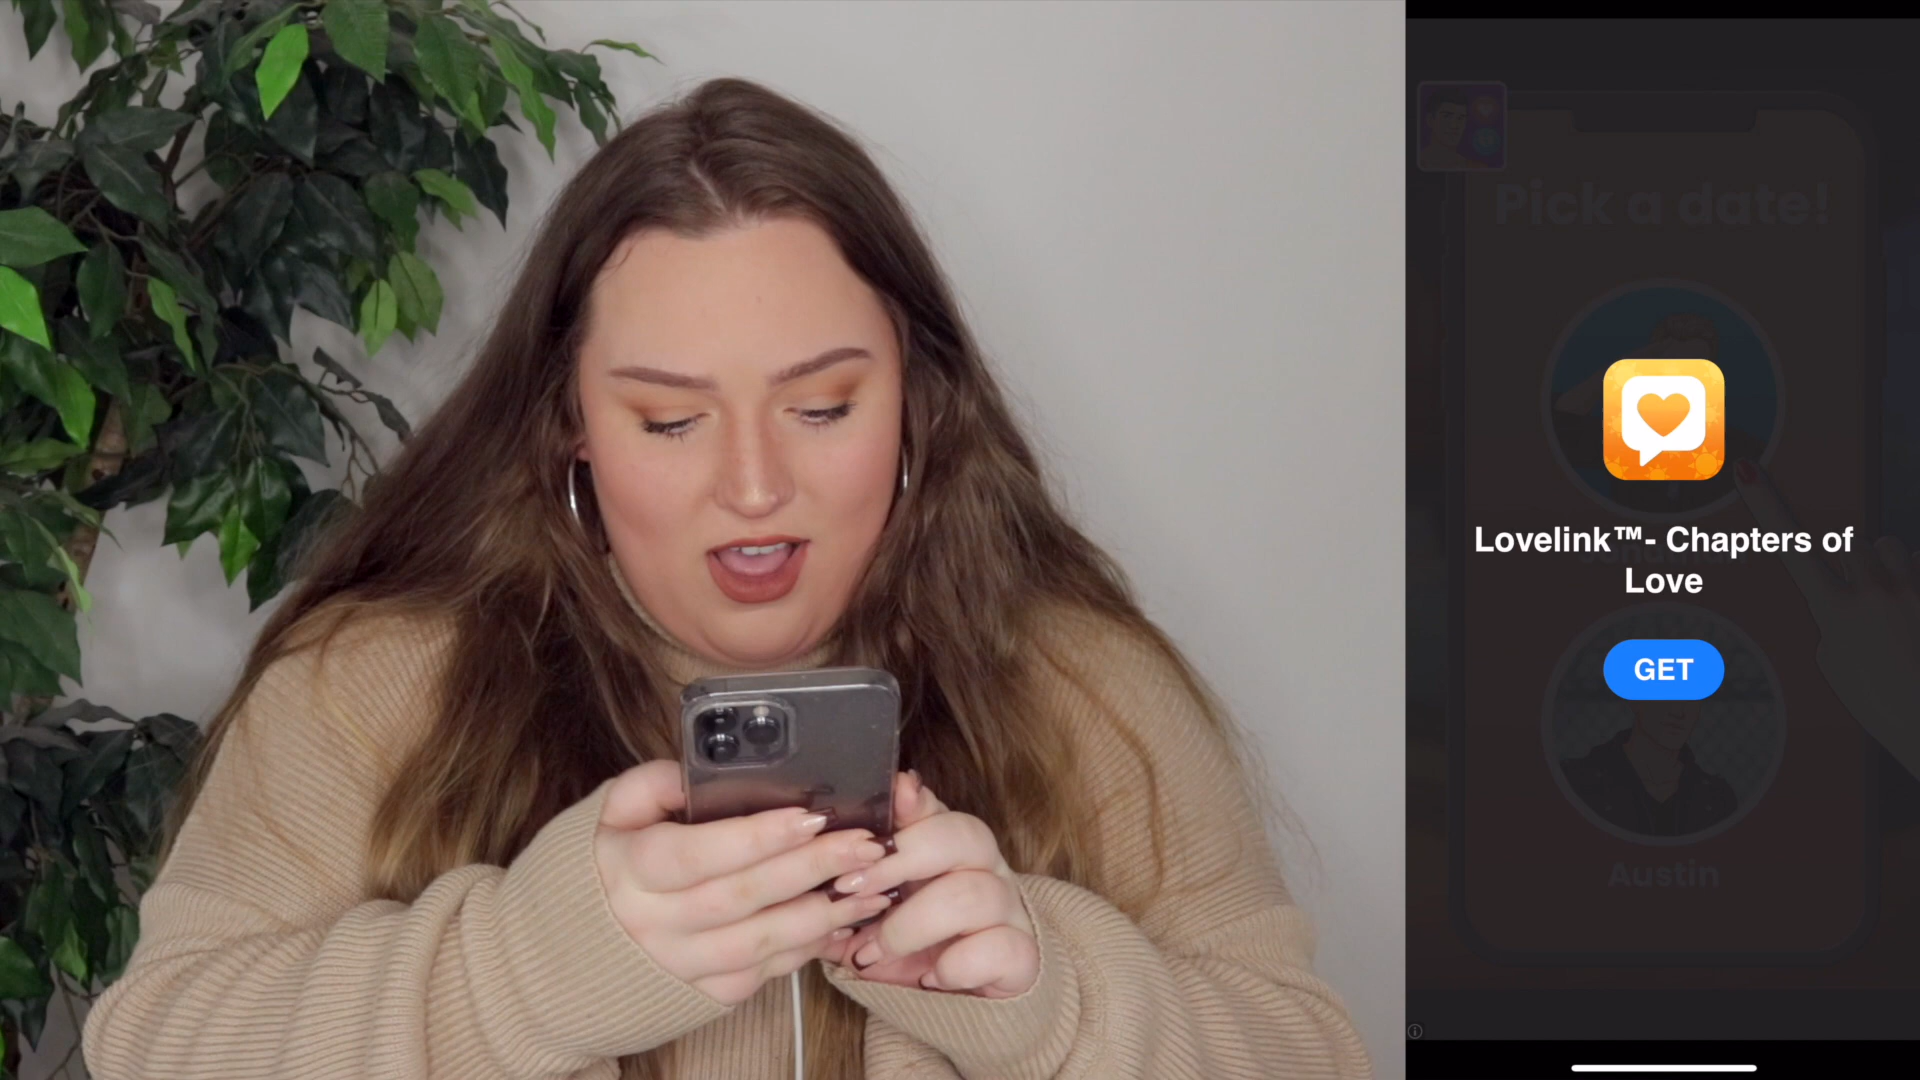 Pick a date!
Lovelink™- Chapters of
Love
GET
Austin